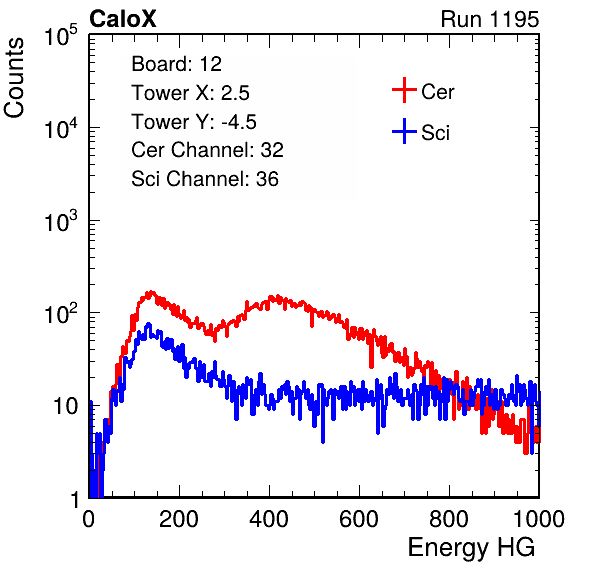 CaloX Run 1195
Counts
10^5
10^4
10^3
10^2
10
1
Board: 12
Tower X: 2.5
Tower Y: -4.5
Cer Channel: 32
Sci Channel: 36
Cer
Sci
0 200 400 600 800 1000
Energy HG